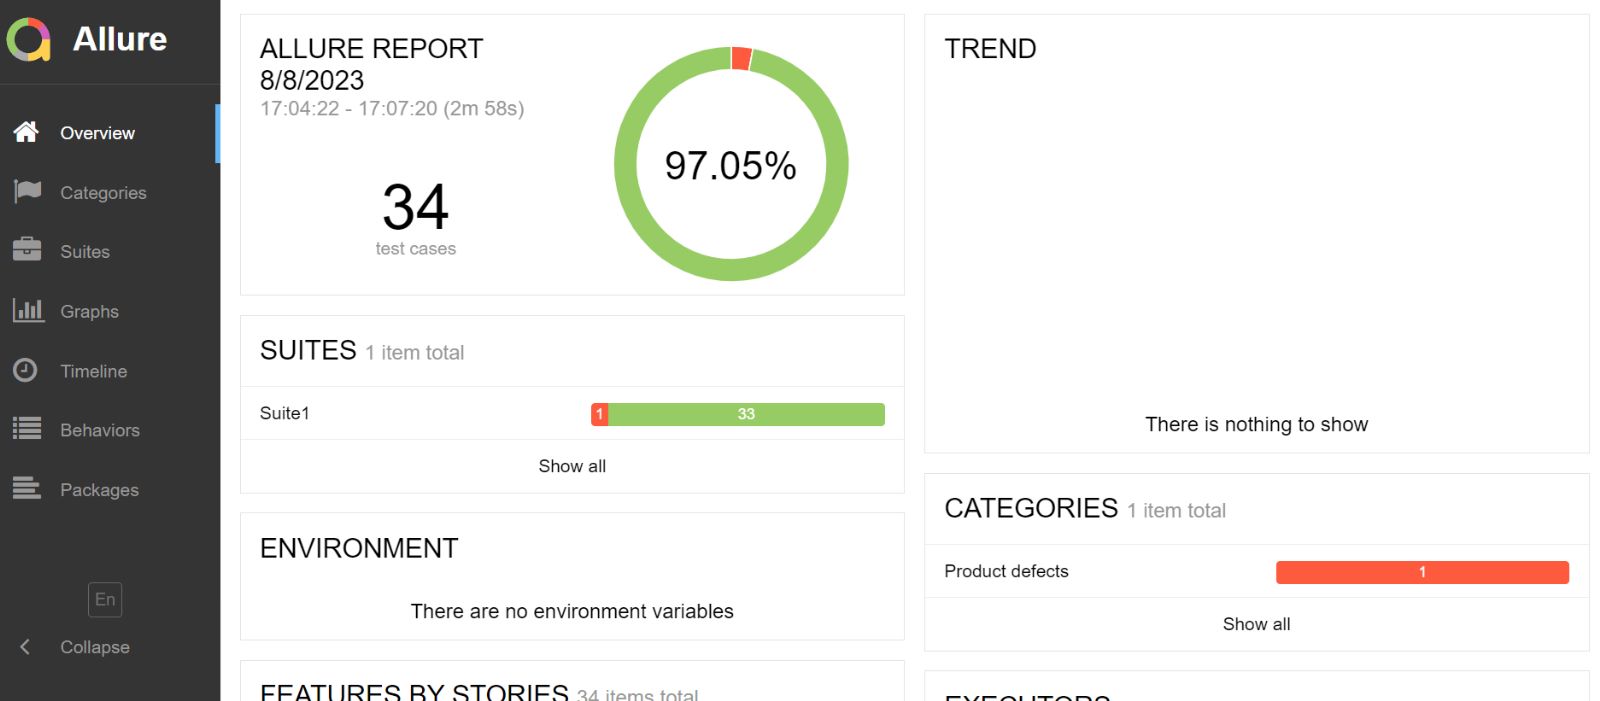 Allure
Overview
Categories
Suites
Graphs
Timeline
Behaviors
Packages
En
Collapse
ALLURE REPORT
8/8/2023
17:04:22 - 17:07:20 (2m 58s)
34
test cases
97.05%
SUITES 1 item total
Suite1 1 33
Show all
ENVIRONMENT
There are no environment variables
FEATURES BY STORIES 34 items total
TREND
There is nothing to show
CATEGORIES 1 item total
Product defects 1
Show all
EXECUTORS